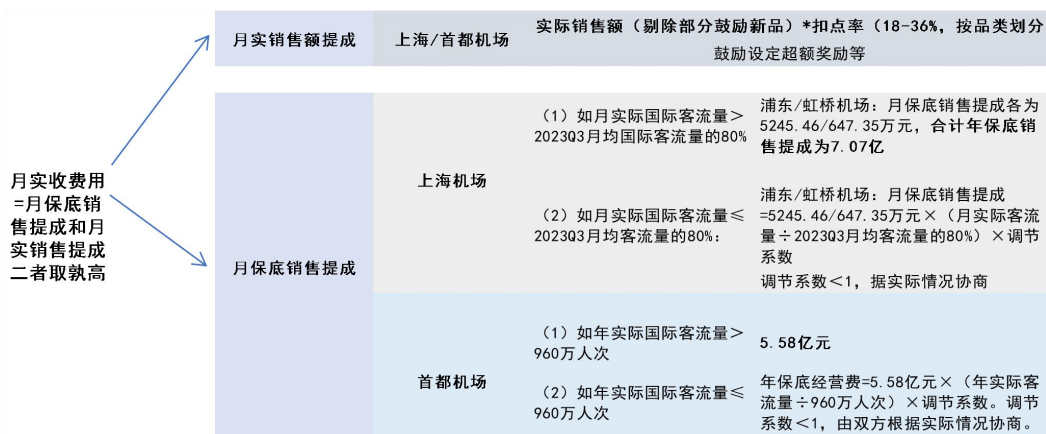 月实收费用
=月保底销
售提成和月
实销售提成
二者取孰高
月实销售额提成
上海/首都机场
实际销售额（剔除部分鼓励新品）*扣点率（18-36%，按品类划分
鼓励设定超额奖励等
月保底销售提成
上海机场
（1）如月实际国际客流量＞
2023Q3月均国际客流量的80%
浦东/虹桥机场：月保底销售提成各为
5245.46/647.35万元，合计年保底销
售提成为7.07亿
（2）如月实际国际客流量≤
2023Q3月均客流量的80%：
浦东/虹桥机场：月保底销售提成
=5245.46/647.35万元×（月实际客流
量÷2023Q3月均客流量的80%）×调节
系数
调节系数＜1，据实际情况协商
首都机场
（1）如年实际国际客流量＞
960万人次
5.58亿元
（2）如年实际国际客流量≤
960万人次
年保底经营费=5.58亿元×（年实际客
流量÷960万人次）×调节系数。调节
系数＜1，由双方根据实际情况协商。